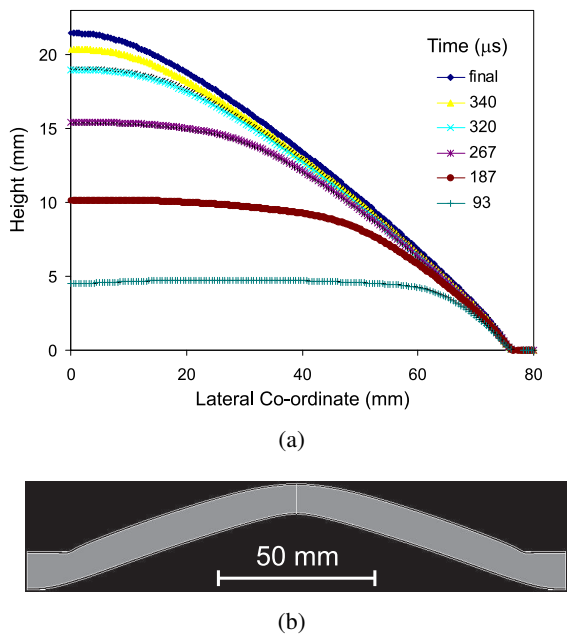 20
15
10
5
0
Height (mm)
Time (μs)
final
340
320
267
187
93
0 20 40 60 80
Lateral Co-ordinate (mm)
(a)
50 mm
(b)